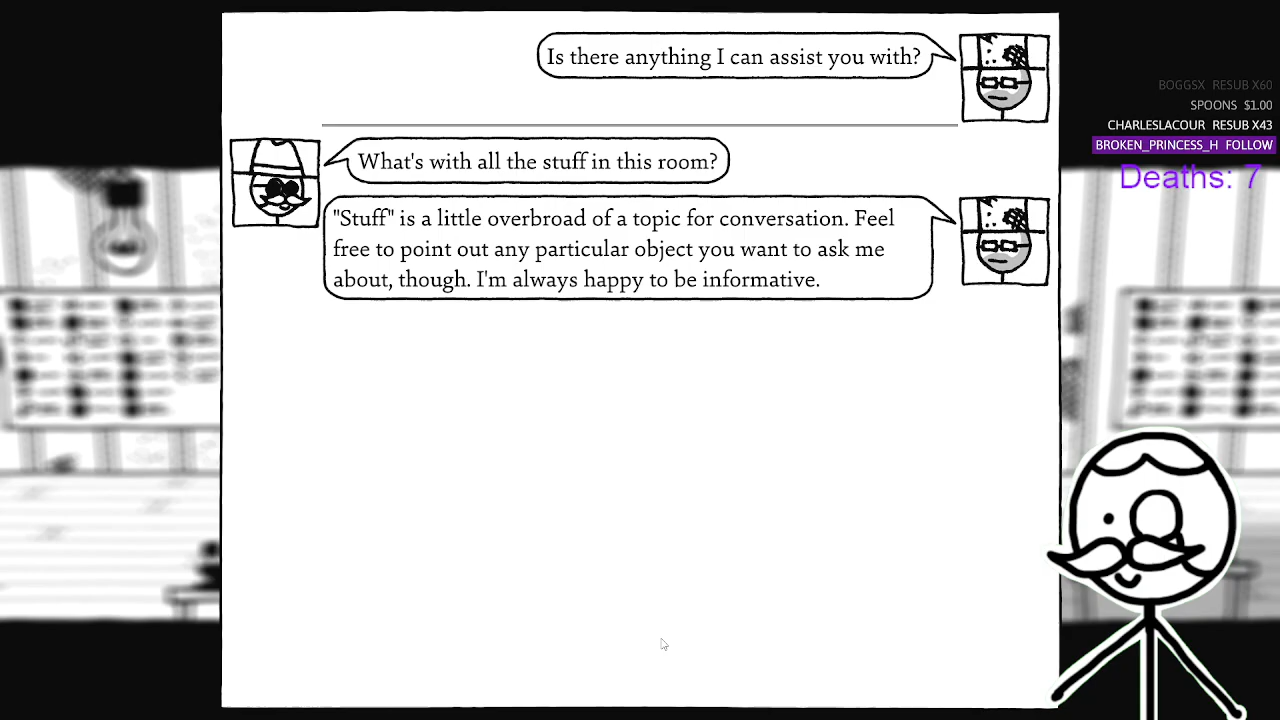 Is there anything I can assist you with?
BOGGSX RESUB X60
SPOONS $1.00
CHARLESLACOUR RESUB X43
BROKEN_PRINCESS_H FOLLOW
Deaths: 7
What's with all the stuff in this room?
"Stuff" is a little overbroad of a topic for conversation. Feel
free to point out any particular object you want to ask me
about, though. I'm always happy to be informative.